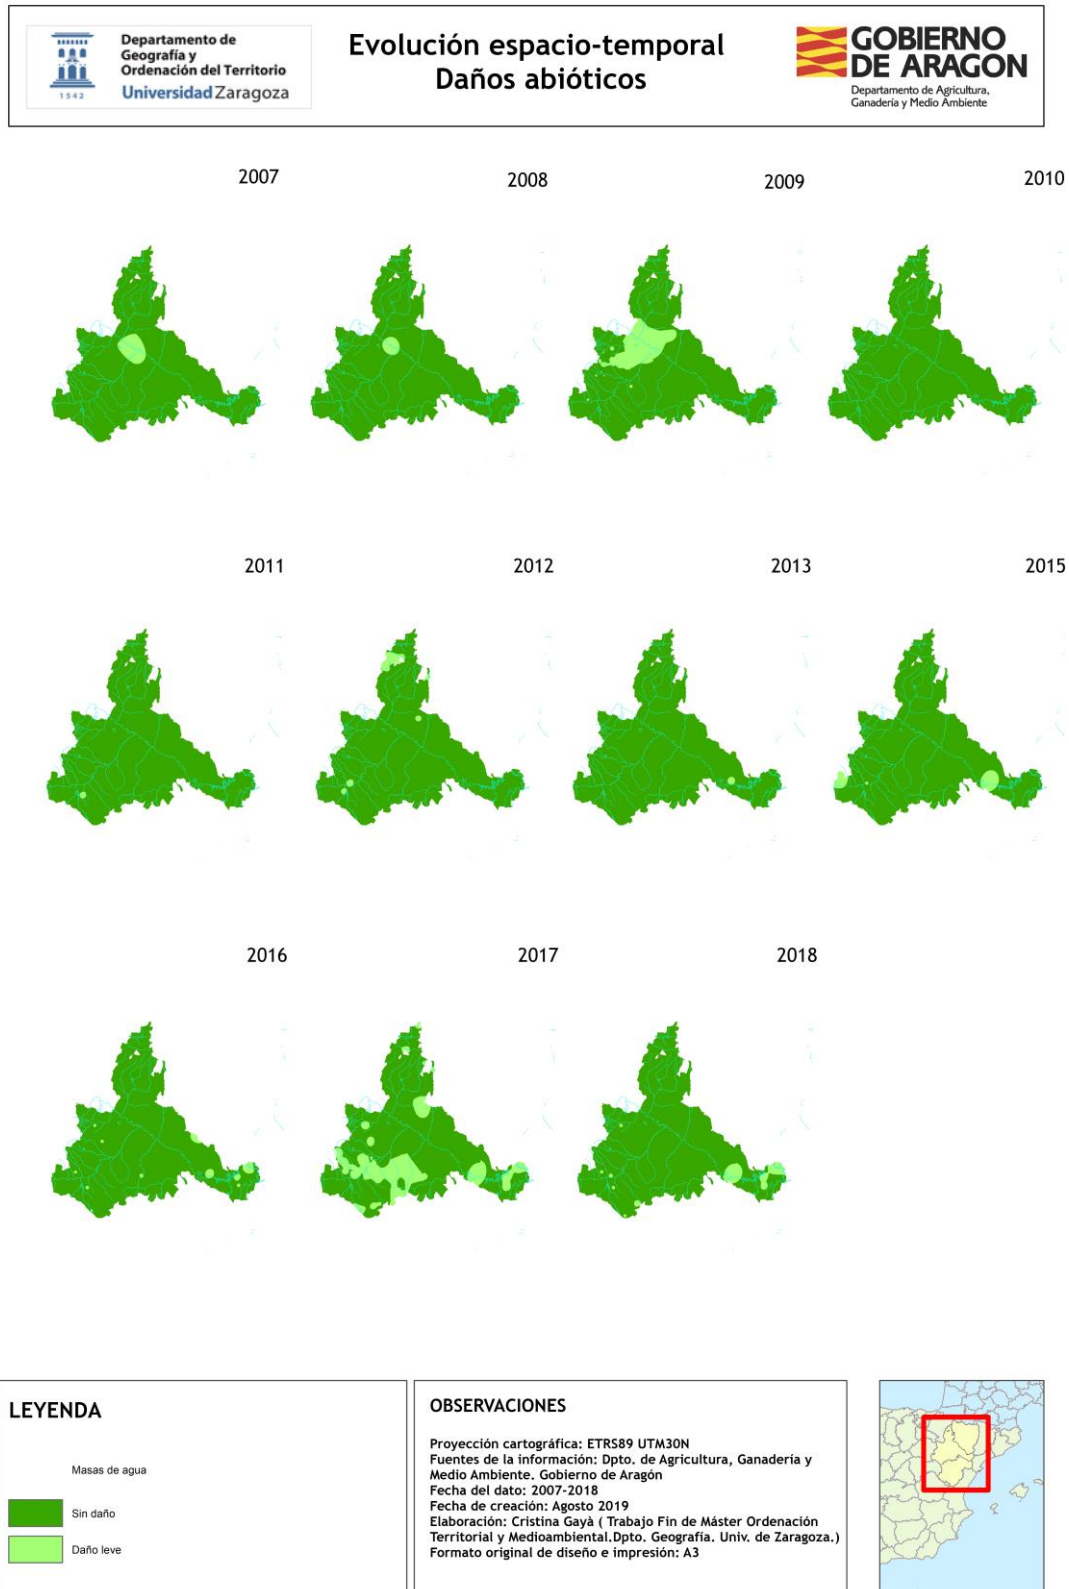 Departamento de
Geografía y
Ordenación del Territorio
Universidad Zaragoza
1542
Evolución espacio-temporal
Daños abióticos
GOBIERNO
DE ARAGON
Departamento de Agricultura,
Ganadería y Medio Ambiente
2007
2008
2009
2010
2011
2012
2013
2015
2016
2017
2018
LEYENDA
Masas de agua
Sin daño
Daño leve
OBSERVACIONES
Proyección cartográfica: ETRS89 UTM30N
Fuentes de la información: Dpto. de Agricultura, Ganadería y
Medio Ambiente. Gobierno de Aragón
Fecha del dato: 2007-2018
Fecha de creación: Agosto 2019
Elaboración: Cristina Gayà ( Trabajo Fin de Máster Ordenación
Territorial y Medioambiental.Dpto. Geografía. Univ. de Zaragoza.)
Formato original de diseño e impresión: A3